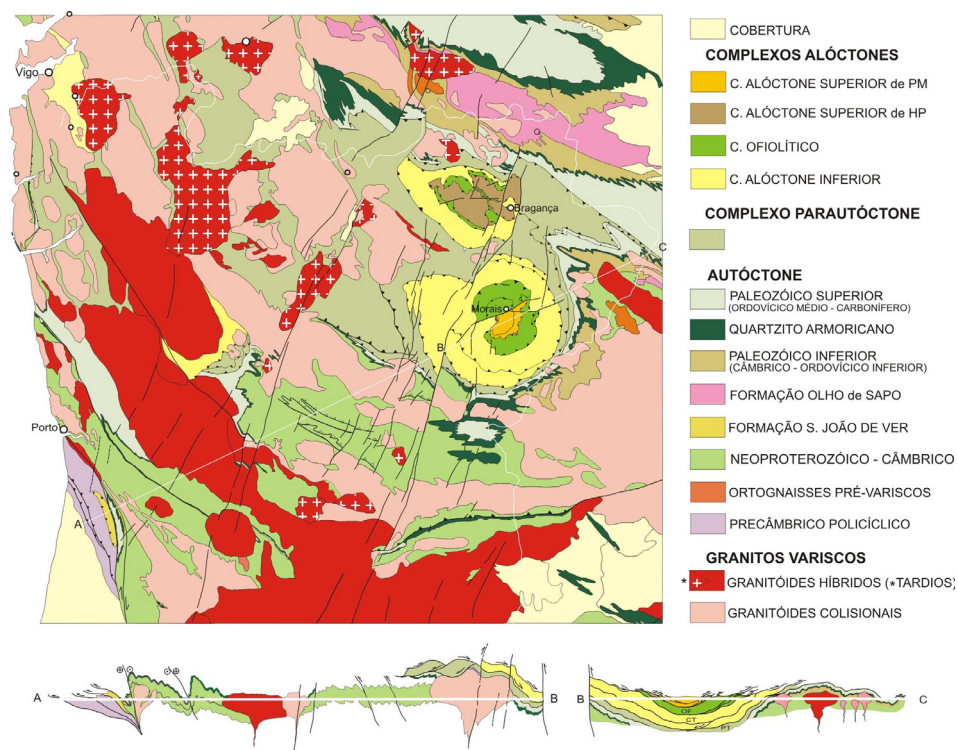 Vigo
Bragança
C
Morais
B
Porto
A
COBERTURA
COMPLEXOS ALÓCTONES
C. ALÓCTONE SUPERIOR de PM
C. ALÓCTONE SUPERIOR de HP
C. OFIOLÍTICO
C. ALÓCTONE INFERIOR
COMPLEXO PARAUTÓCTONE
AUTÓCTONE
PALEOZÓICO SUPERIOR
(ORDOVÍCICO MÉDIO - CARBONÍFERO)
QUARTZITO ARMORICANO
PALEOZÓICO INFERIOR
(CÂMBRICO - ORDOVÍCICO INFERIOR)
FORMAÇÃO OLHO de SAPO
FORMAÇÃO S. JOÃO DE VER
NEOPROTEROZÓICO - CÂMBRICO
ORTOGNAISSES PRÉ-VARISCOS
PRECÂMBRICO POLICÍCLICO
GRANITOS VARISCOS
* GRANITÓIDES HÍBRIDOS (*TARDIOS)
GRANITÓIDES COLISIONAIS
A B B C
OF
CT
PT